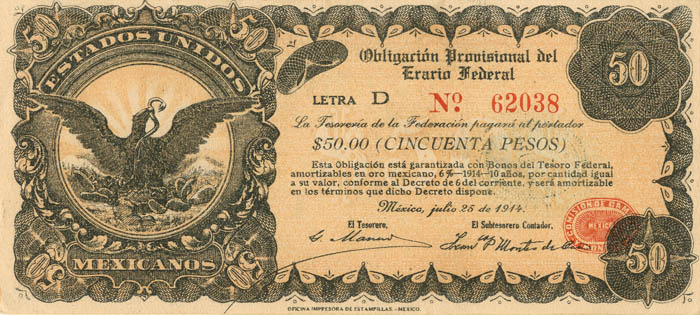 50
50
ESTADOS UNIDOS
MEXICANOS
50
50
Obligación Provisional del
Erario Federal
50
LETRA D Nº 62038
La Tesorería de la Federación pagará al portador
$50.00 (CINCUENTA PESOS)
Esta Obligación está garantizada con Bonos del Tesoro Federal,
amortizables en oro mexicano, 6%-1914-10 años, por cantidad igual
a su valor, conforme al Decreto de 6 del corriente, y será amortizable
en los términos que dicho Decreto dispone.
México, julio 25 de 1914.
El Tesorero, El Subtesorero Contador,
COMISION DE
MEXICO
50
OFICINA IMPRESORA DE ESTAMPILLAS.-MEXICO.